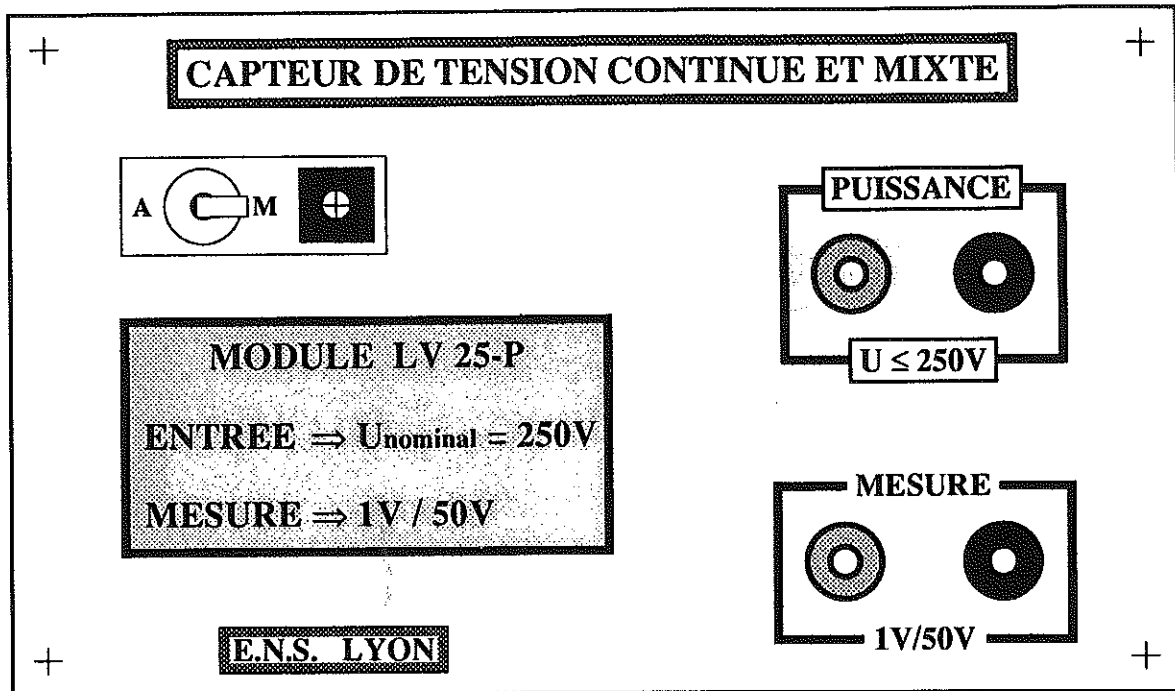 CAPTEUR DE TENSION CONTINUE ET MIXTE
A M
PUISSANCE
U ≤ 250V
MODULE LV 25-P
ENTREE ⇒ Unominal = 250V
MESURE ⇒ 1V / 50V
MESURE
1V/50V
E.N.S. LYON